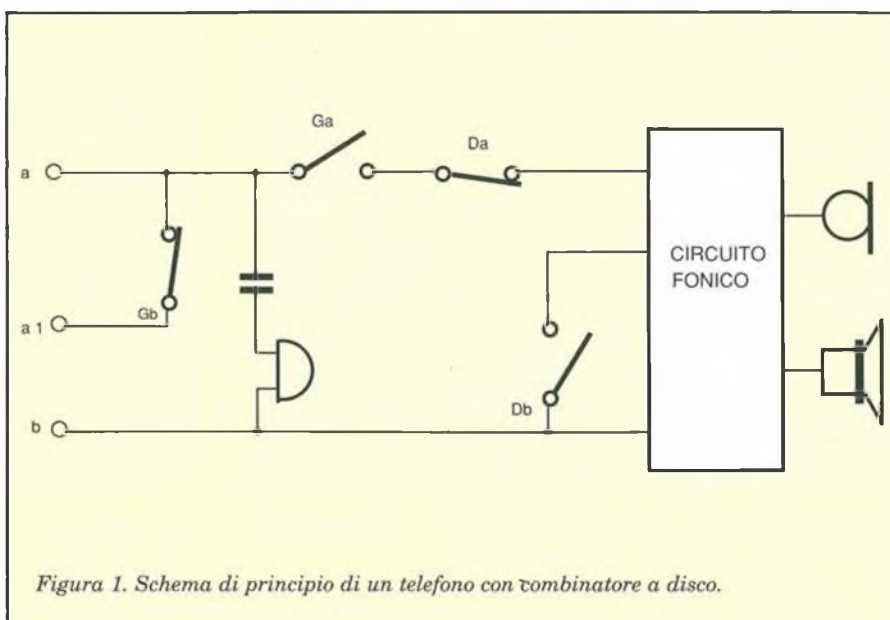 Ga
Da
a
Gb
a 1
b
Db
CIRCUITO
FONICO
Figura 1. Schema di principio di un telefono con combinatore a disco.